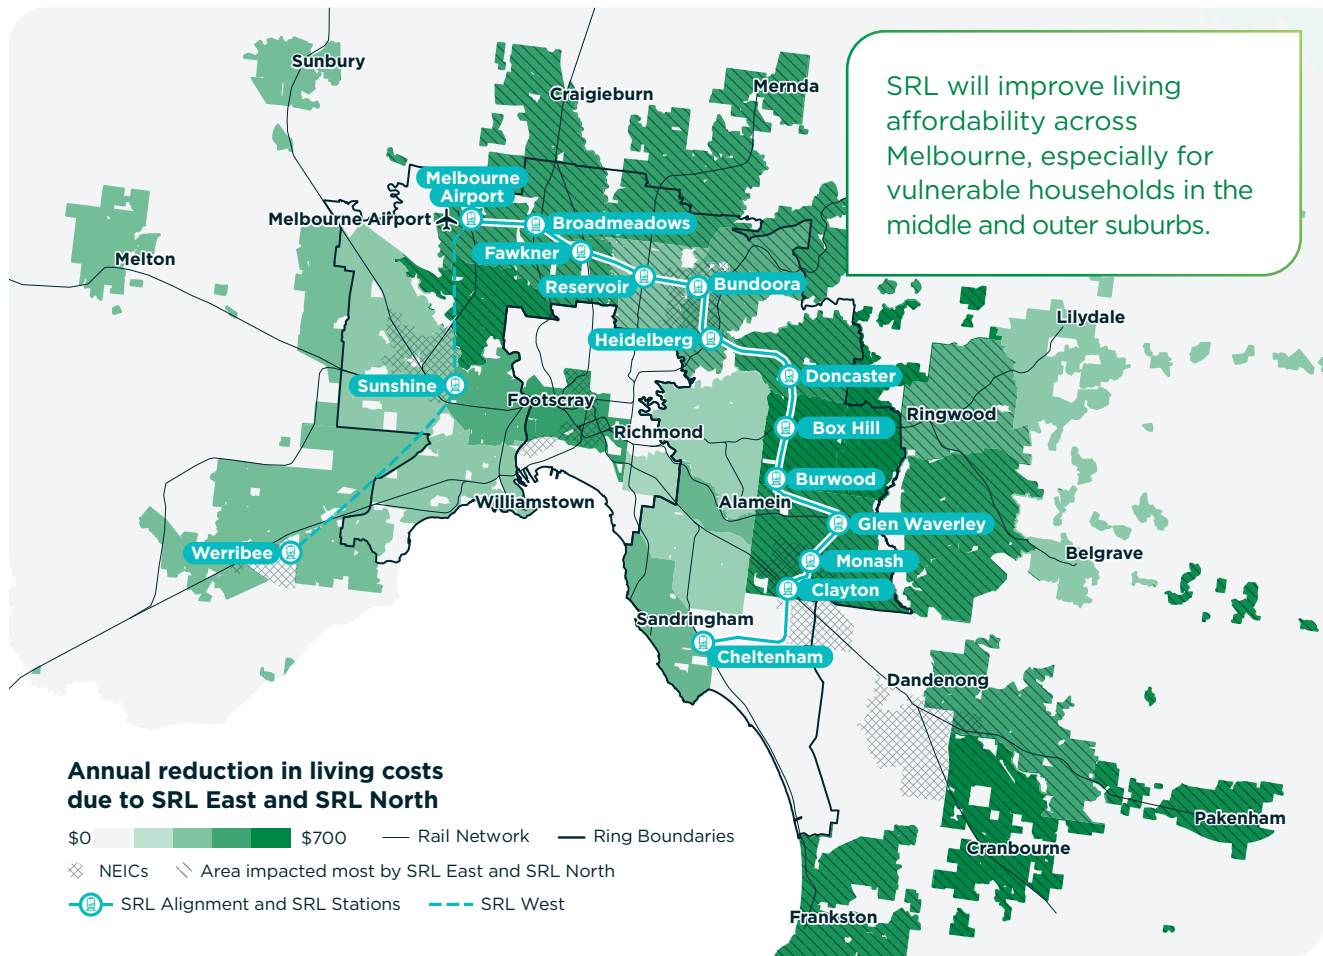 Sunbury
Craigieburn
Mernda
SRL will improve living
affordability across
Melbourne, especially for
vulnerable households in the
middle and outer suburbs.
Melbourne
Airport
Melbourne Airport
Broadmeadows
Fawkner
Melton
Reservoir
Bundoora
Lilydale
Heidelberg
Sunshine
Doncaster
Footscray
Ringwood
Richmond
Box Hill
Burwood
Williamstown
Alamein
Glen Waverley
Werribee
Belgrave
Monash
Clayton
Sandringham
Cheltenham
Dandenong
Pakenham
Cranbourne
Frankston
Annual reduction in living costs
due to SRL East and SRL North
$0 $700 Rail Network Ring Boundaries
NEICs Area impacted most by SRL East and SRL North
SRL Alignment and SRL Stations SRL West